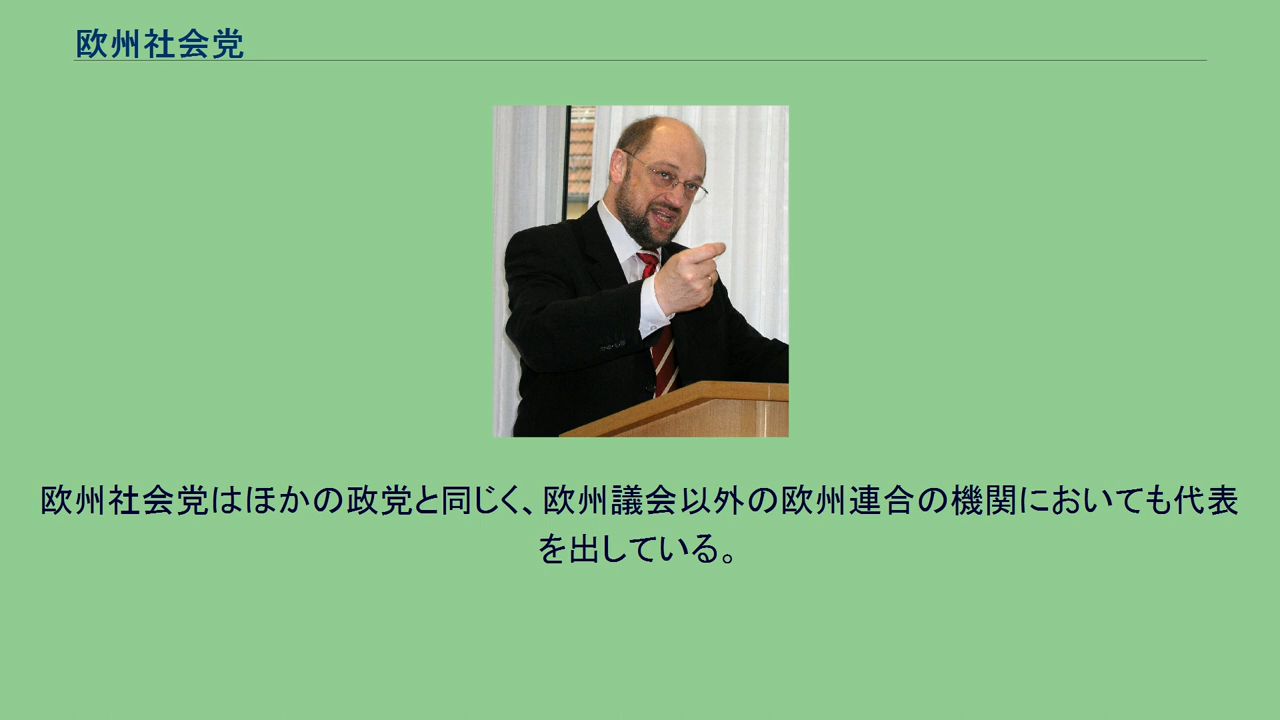 欧州社会党
欧州社会党はほかの政党と同じく、欧州議会以外の欧州連合の機関においても代表
を出している。